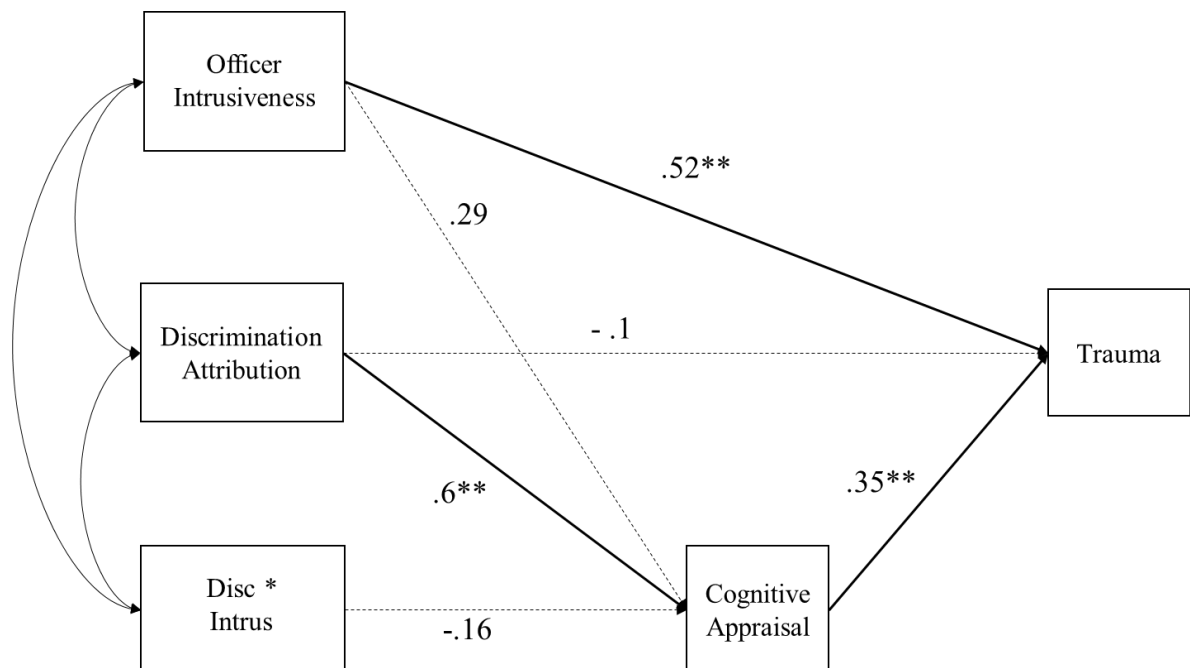 Officer
Intrusiveness
.52**
.29
Discrimination
Attribution
- .1
Trauma
.6**
.35**
Disc *
Intrus
-.16
Cognitive
Appraisal